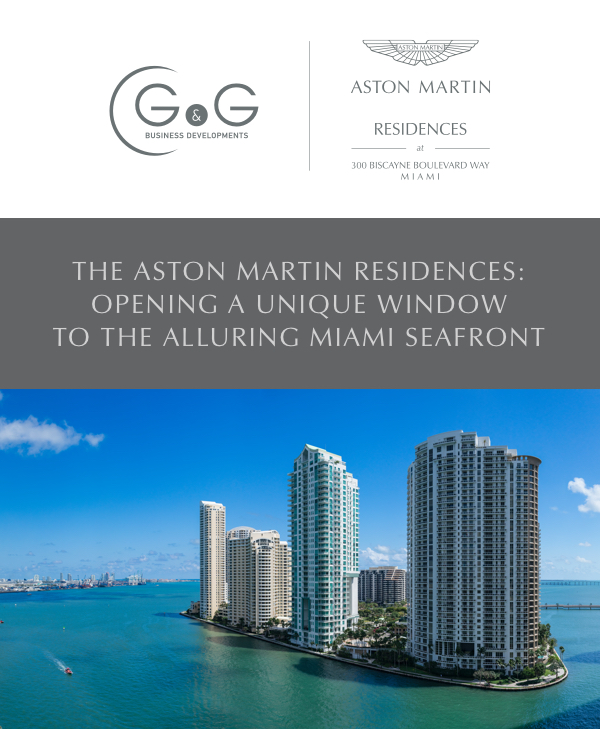 G&G
BUSINESS DEVELOPMENTS
ASTON MARTIN
ASTON MARTIN
RESIDENCES
at
300 BISCAYNE BOULEVARD WAY
MIAMI
THE ASTON MARTIN RESIDENCES:
OPENING A UNIQUE WINDOW
TO THE ALLURING MIAMI SEAFRONT